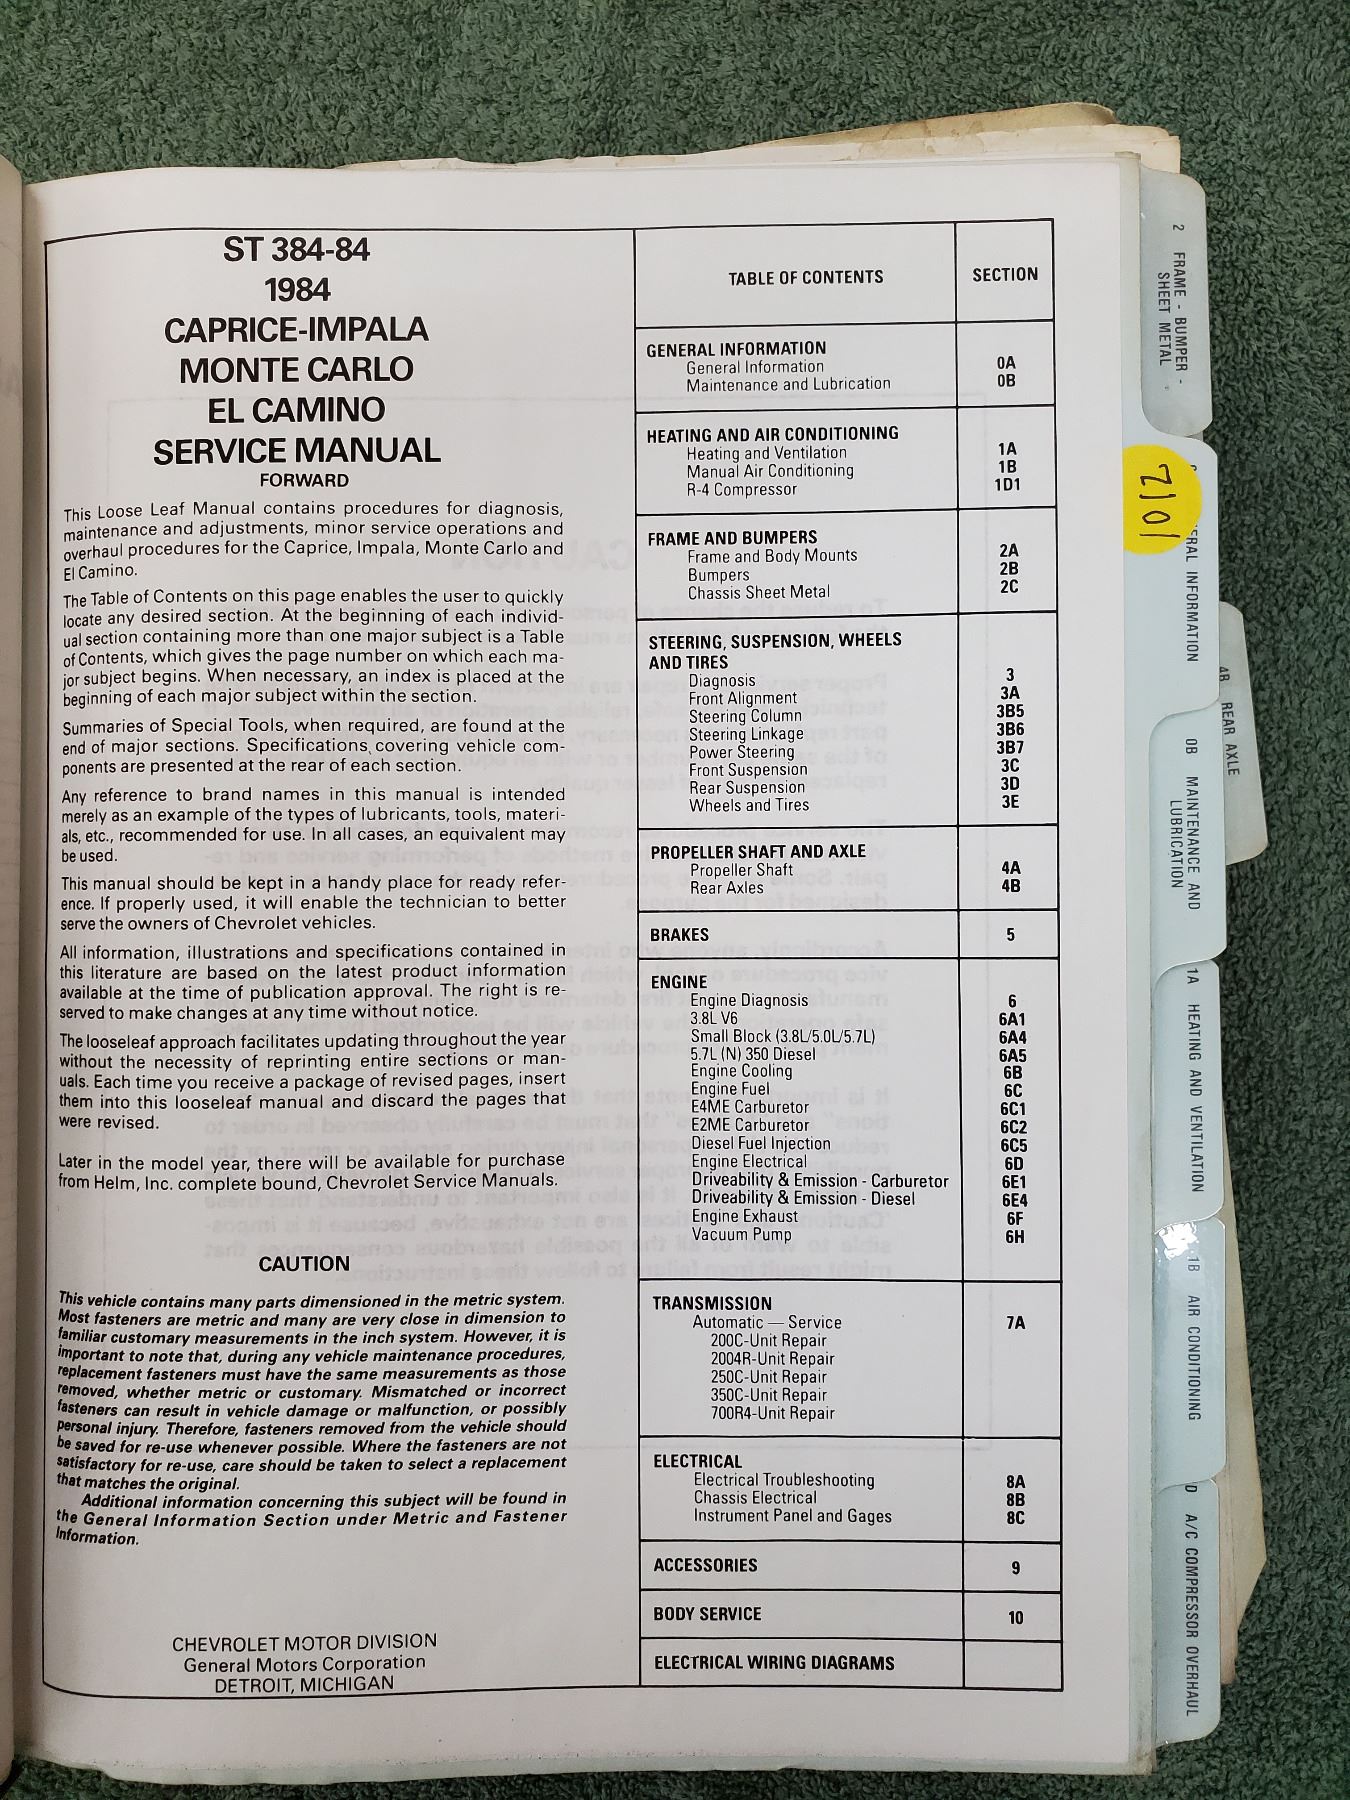 ST 384-84
1984
CAPRICE-IMPALA
MONTE CARLO
EL CAMINO
SERVICE MANUAL
FORWARD
This Loose Leaf Manual contains procedures for diagnosis,
maintenance and adjustments, minor service operations and
overhaul procedures for the Caprice, Impala, Monte Carlo and
El Camino.
The Table of Contents on this page enables the user to quickly
locate any desired section. At the beginning of each individ-
ual section containing more than one major subject is a Table
of Contents, which gives the page number on which each ma-
jor subject begins. When necessary, an index is placed at the
beginning of each major subject within the section.
Summaries of Special Tools, when required, are found at the
end of major sections. Specifications covering vehicle com-
ponents are presented at the rear of each section.
Any reference to brand names in this manual is intended
merely as an example of the types of lubricants, tools, materi-
als, etc., recommended for use. In all cases, an equivalent may
be used.
This manual should be kept in a handy place for ready refer-
ence. If properly used, it will enable the technician to better
serve the owners of Chevrolet vehicles.
All information, illustrations and specifications contained in
this literature are based on the latest product information
available at the time of publication approval. The right is re-
served to make changes at any time without notice.
The looseleaf approach facilitates updating throughout the year
without the necessity of reprinting entire sections or man-
uals. Each time you receive a package of revised pages, insert
them into this looseleaf manual and discard the pages that
were revised.
Later in the model year, there will be available for purchase
from Helm, Inc. complete bound, Chevrolet Service Manuals.
CAUTION
This vehicle contains many parts dimensioned in the metric system.
Most fasteners are metric and many are very close in dimension to
familiar customary measurements in the inch system. However, it is
important to note that, during any vehicle maintenance procedures,
replacement fasteners must have the same measurements as those
removed, whether metric or customary. Mismatched or incorrect
fasteners can result in vehicle damage or malfunction, or possibly
personal injury. Therefore, fasteners removed from the vehicle should
be saved for re-use whenever possible. Where the fasteners are not
satisfactory for re-use, care should be taken to select a replacement
that matches the original.
Additional information concerning this subject will be found in
the General Information Section under Metric and Fastener
Information.
CHEVROLET MOTOR DIVISION
General Motors Corporation
DETROIT, MICHIGAN
TABLE OF CONTENTS SECTION
GENERAL INFORMATION
General Information 0A
Maintenance and Lubrication 0B
HEATING AND AIR CONDITIONING
Heating and Ventilation 1A
Manual Air Conditioning 1B
R-4 Compressor 1D1
FRAME AND BUMPERS
Frame and Body Mounts 2A
Bumpers 2B
Chassis Sheet Metal 2C
STEERING, SUSPENSION, WHEELS
AND TIRES
Diagnosis 3
Front Alignment 3A
Steering Column 3B5
Steering Linkage 3B6
Power Steering 3B7
Front Suspension 3C
Rear Suspension 3D
Wheels and Tires 3E
PROPELLER SHAFT AND AXLE
Propeller Shaft 4A
Rear Axles 4B
BRAKES 5
ENGINE
Engine Diagnosis 6
3.8L V6 6A1
Small Block (3.8L/5.0L/5.7L) 6A4
5.7L (N) 350 Diesel 6A5
Engine Cooling 6B
Engine Fuel 6C
E4ME Carburetor 6C1
E2ME Carburetor 6C2
Diesel Fuel Injection 6C5
Engine Electrical 6D
Driveability & Emission - Carburetor 6E1
Driveability & Emission - Diesel 6E4
Engine Exhaust 6F
Vacuum Pump 6H
TRANSMISSION
Automatic — Service 7A
200C-Unit Repair
2004R-Unit Repair
250C-Unit Repair
350C-Unit Repair
700R4-Unit Repair
ELECTRICAL
Electrical Troubleshooting 8A
Chassis Electrical 8B
Instrument Panel and Gages 8C
ACCESSORIES 9
BODY SERVICE 10
ELECTRICAL WIRING DIAGRAMS
2 FRAME - BUMPER -
SHEET METAL
INFORMATION
4B REAR AXLE
0B MAINTENANCE AND
LUBRICATION
1A HEATING AND VENTILATION
1B AIR CONDITIONING
D A/C COMPRESSOR OVERHAUL